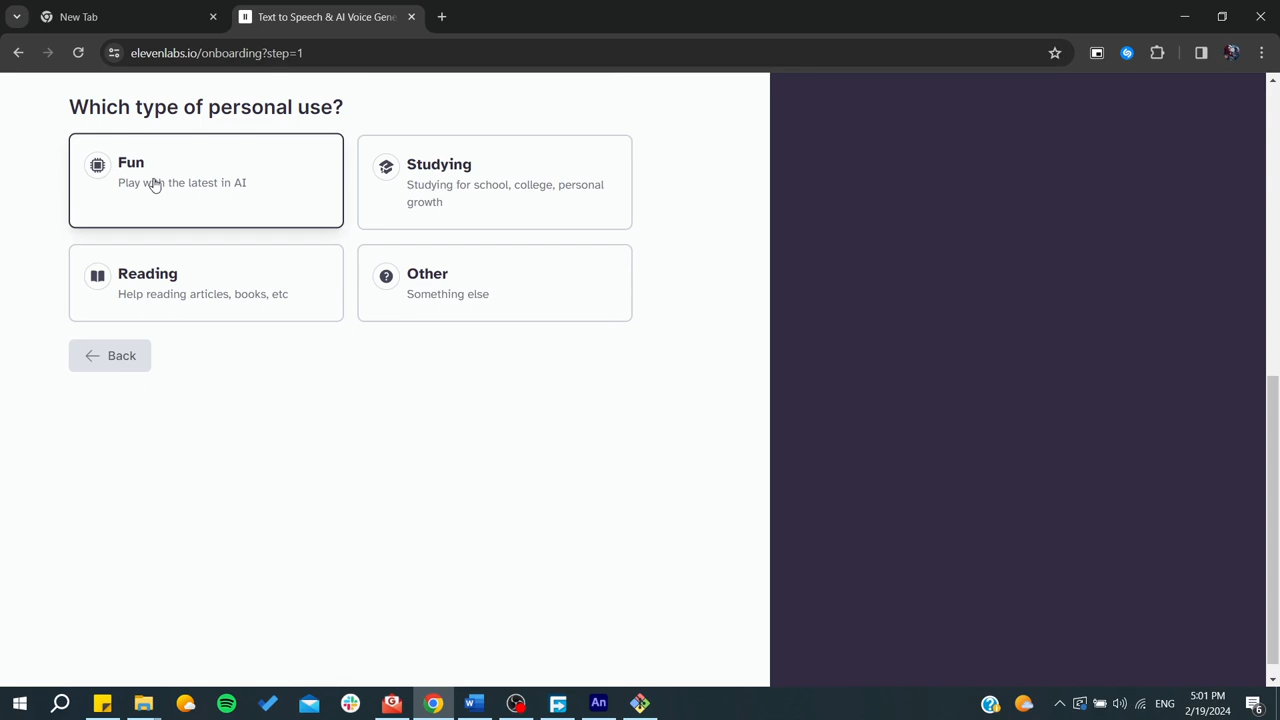 New Tab
Text to Speech & AI Voice Gene
elevenlabs.io/onboarding?step=1
Which type of personal use?
Fun
Play with the latest in AI
Studying
Studying for school, college, personal
growth
Reading
Help reading articles, books, etc
Other
Something else
Back
ENG
5:01 PM
2/19/2024
6